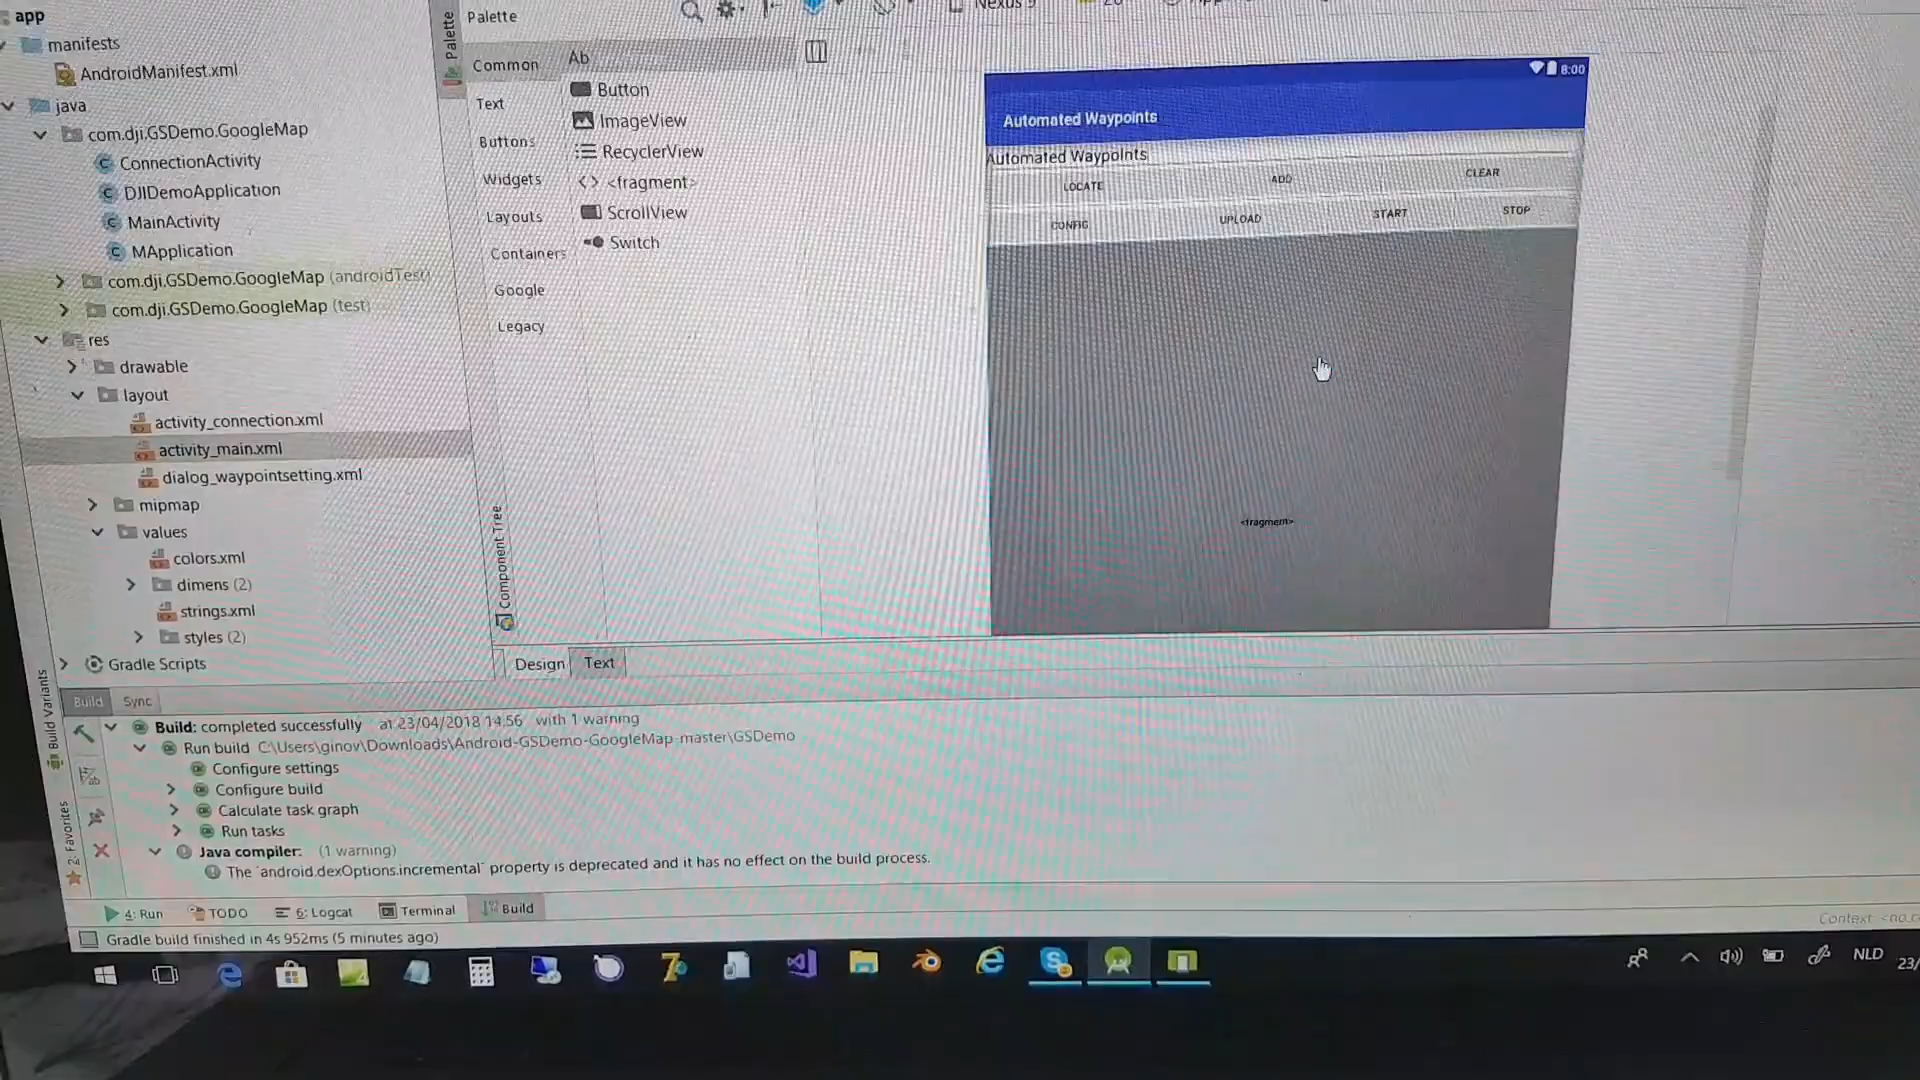 app
manifests
AndroidManifest.xml
java
com.dji.GSDemo.GoogleMap
ConnectionActivity
DJIDemoApplication
MainActivity
MApplication
com.dji.GSDemo.GoogleMap (androidTest)
com.dji.GSDemo.GoogleMap (test)
res
drawable
layout
activity_connection.xml
activity_main.xml
dialog_waypointsetting.xml
mipmap
values
colors.xml
dimens (2)
strings.xml
styles (2)
Gradle Scripts
Palette
Palette
Common
Text
Buttons
Widgets
Layouts
Containers
Google
Legacy
Ab
Button
ImageView
RecyclerView
<fragment>
ScrollView
Switch
Component Tree
Nexus 9
8:00
Automated Waypoints
Automated Waypoints
LOCATE ADD CLEAR
CONFIG UPLOAD START STOP
<fragment>
Design Text
Build Variants
2: Favorites
Build Sync
Build: completed successfully at 23/04/2018 14:56 with 1 warning
Run build C:\Users\ginov\Downloads\Android-GSDemo-GoogleMap-master\GSDemo
Configure settings
Configure build
Calculate task graph
Run tasks
Java compiler: (1 warning)
The `android.dexOptions.incremental` property is deprecated and it has no effect on the build process.
4: Run TODO 6: Logcat Terminal Build
Context: <no
Gradle build finished in 4s 952ms (5 minutes ago)
NLD
23/